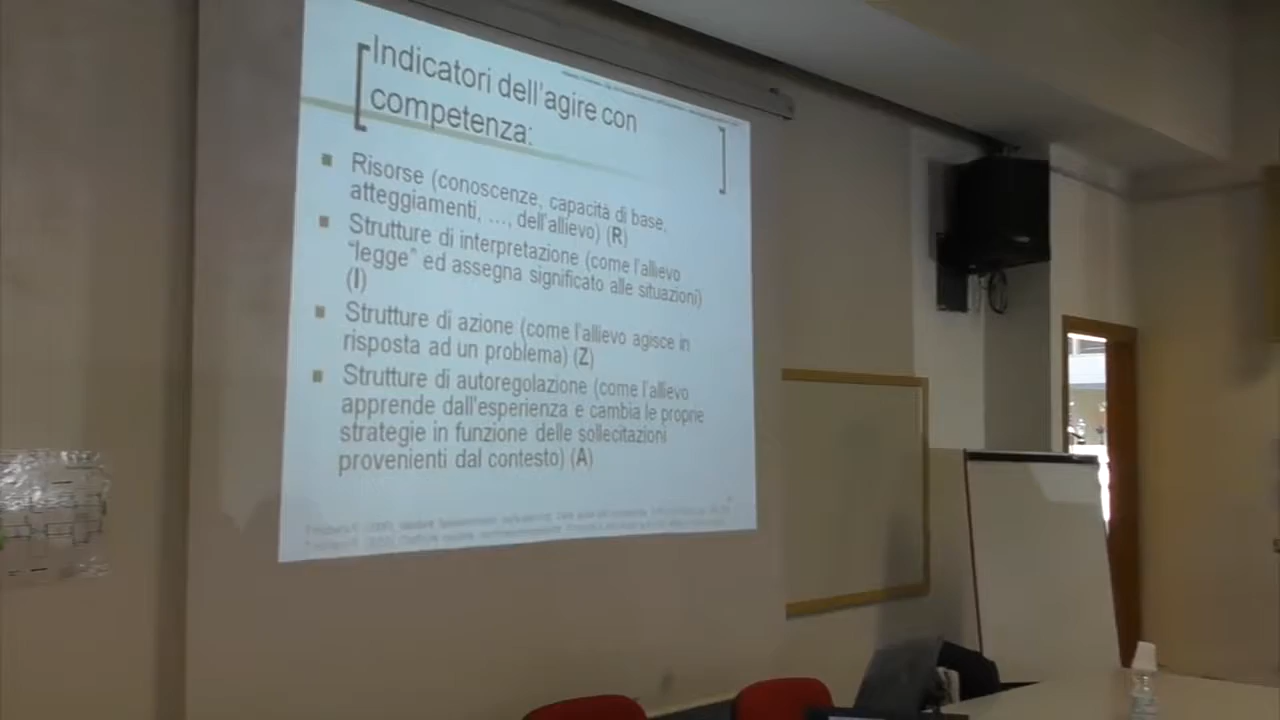 Indicatori dell'agire con
competenza:
Risorse (conoscenze, capacità di base,
atteggiamenti, …, dell'allievo) (R)
Strutture di interpretazione (come l'allievo
“legge” ed assegna significato alle situazioni)
(I)
Strutture di azione (come l'allievo agisce in
risposta ad un problema) (Z)
Strutture di autoregolazione (come l'allievo
apprende dall'esperienza e cambia le proprie
strategie in funzione delle sollecitazioni
provenienti dal contesto) (A)